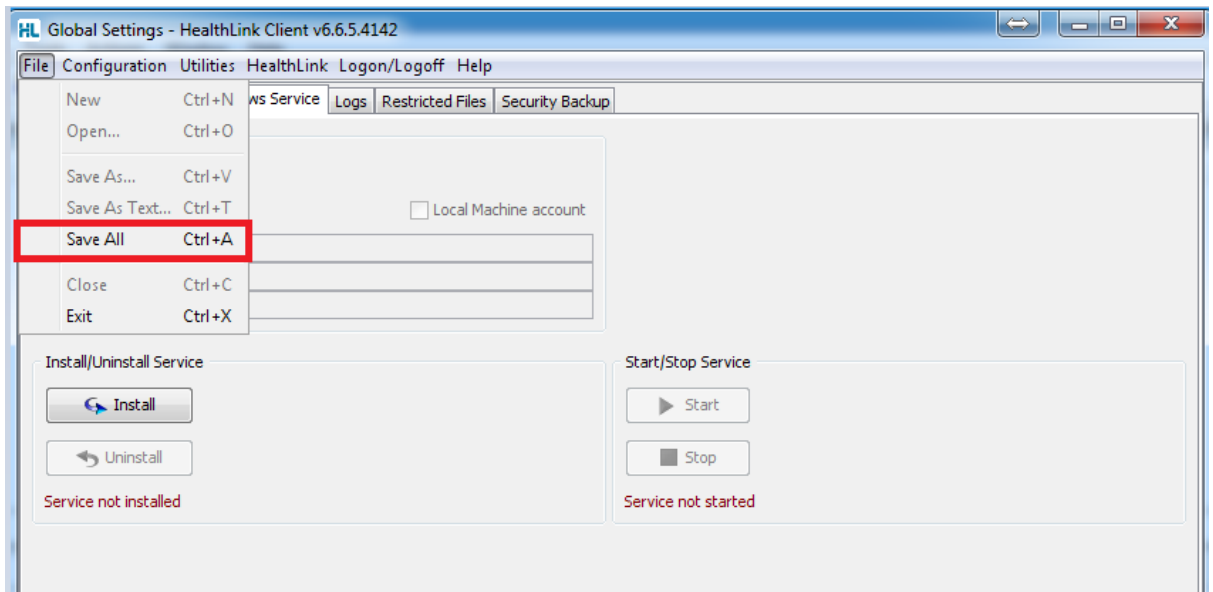 HL Global Settings - HealthLink Client v6.6.5.4142
File Configuration Utilities HealthLink Logon/Logoff Help
New Ctrl+N
ws Service Logs Restricted Files Security Backup
Open... Ctrl+O
Save As... Ctrl+V
Save As Text... Ctrl+T
Local Machine account
Save All Ctrl+A
Close Ctrl+C
Exit Ctrl+X
Install/Uninstall Service
Install
Uninstall
Service not installed
Start/Stop Service
Start
Stop
Service not started